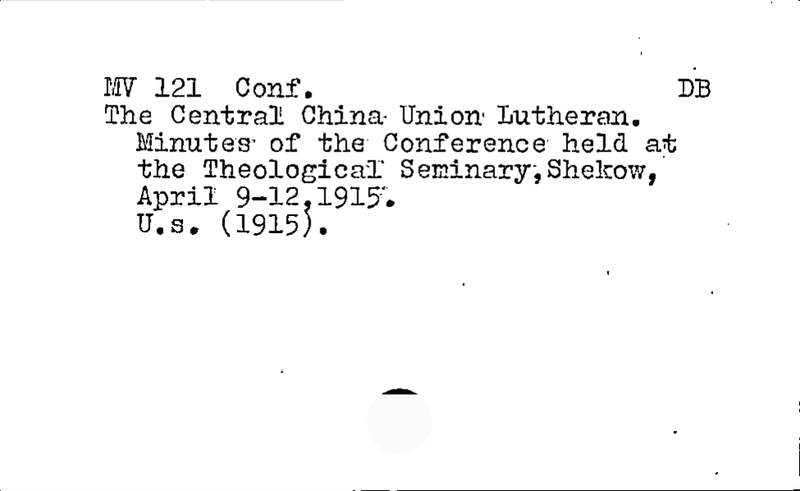 MV 121 Conf. DB
The Central China Union Lutheran.
Minutes of the Conference held at
the Theological Seminary, Shekow,
April 9-12, 1915.
U.s. (1915).